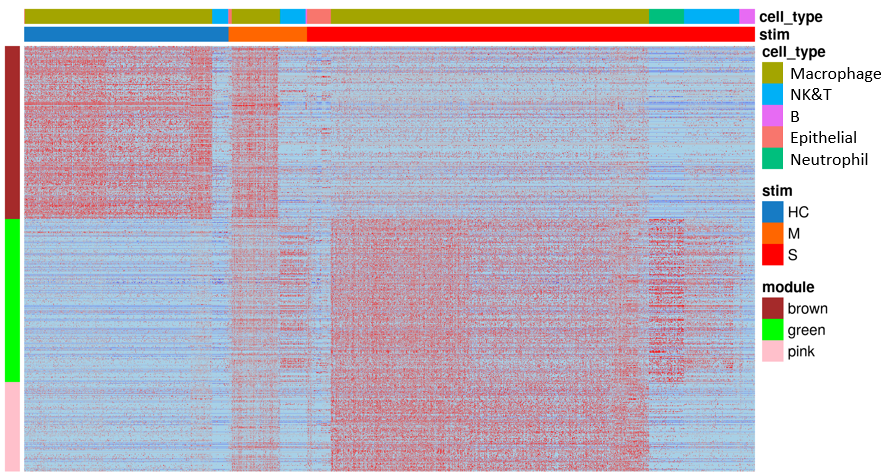 cell_type
stim
cell_type
Macrophage
NK&T
B
Epithelial
Neutrophil
stim
HC
M
S
module
brown
green
pink